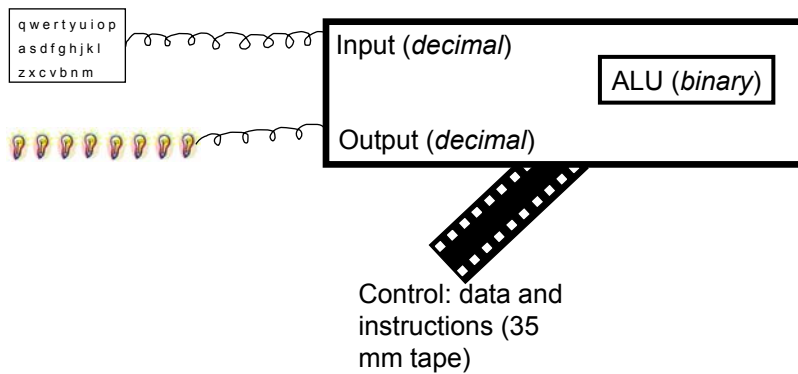 q w e r t y u i o p
a s d f g h j k l
z x c v b n m
Input (decimal)
ALU (binary)
Output (decimal)
Control: data and
instructions (35
mm tape)